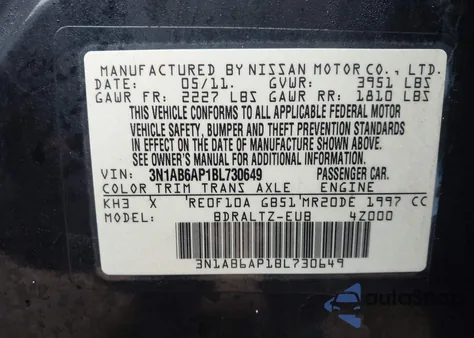 MANUFACTURED BY NISSAN MOTOR CO., LTD.
DATE: 05/11. GVWR: 3951 LBS
GAWR FR: 2227 LBS GAWR RR: 1810 LBS
THIS VEHICLE CONFORMS TO ALL APPLICABLE FEDERAL MOTOR
VEHICLE SAFETY, BUMPER AND THEFT PREVENTION STANDARDS IN
EFFECT ON THE DATE OF MANUFACTURE SHOWN ABOVE.
SEE OWNER'S MANUAL FOR ADDITIONAL INFORMATION.
VIN: 3N1AB6AP1BL730649 PASSENGER CAR.
COLOR TRIM TRANS AXLE ENGINE
KH3 X RE0F10A GB51 MR20DE 1997 CC
MODEL: BDRALTZ-EUB 4Z000
3N1AB6AP1BL730649